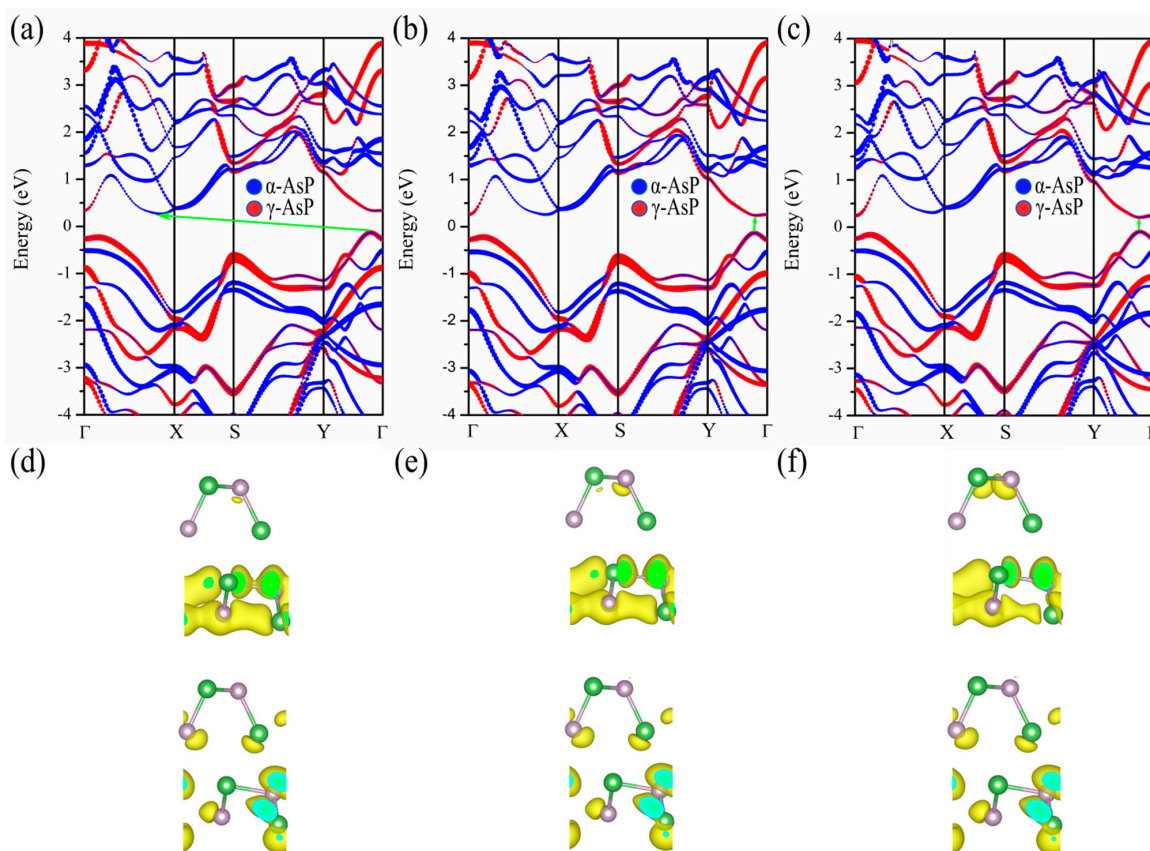 (a) (b) (c)
4 4 4
3 3 3
2 2 2
1 1 1
0 0 0
-1 -1 -1
-2 -2 -2
-3 -3 -3
-4 -4 -4
Energy (eV) Energy (eV) Energy (eV)
α-AsP α-AsP α-AsP
γ-AsP γ-AsP γ-AsP
Γ X S Y Γ Γ X S Y Γ Γ X S Y
(d) (e) (f)